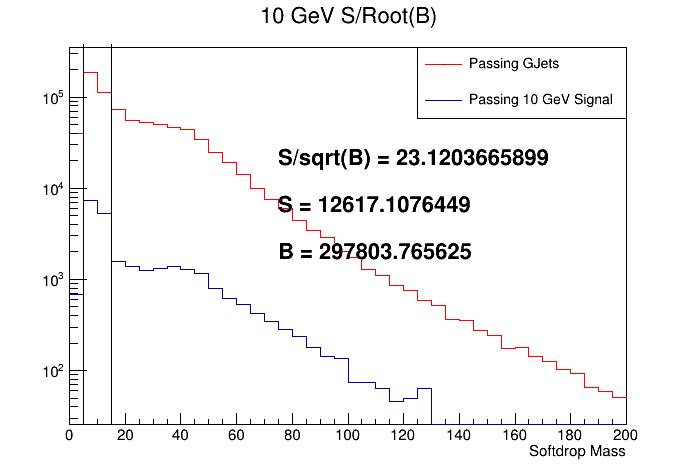 10 GeV S/Root(B)
Passing GJets
Passing 10 GeV Signal
S/sqrt(B) = 23.1203665899
S = 12617.1076449
B = 297803.765625
10^5
10^4
10^3
10^2
0 20 40 60 80 100 120 140 160 180 200
Softdrop Mass